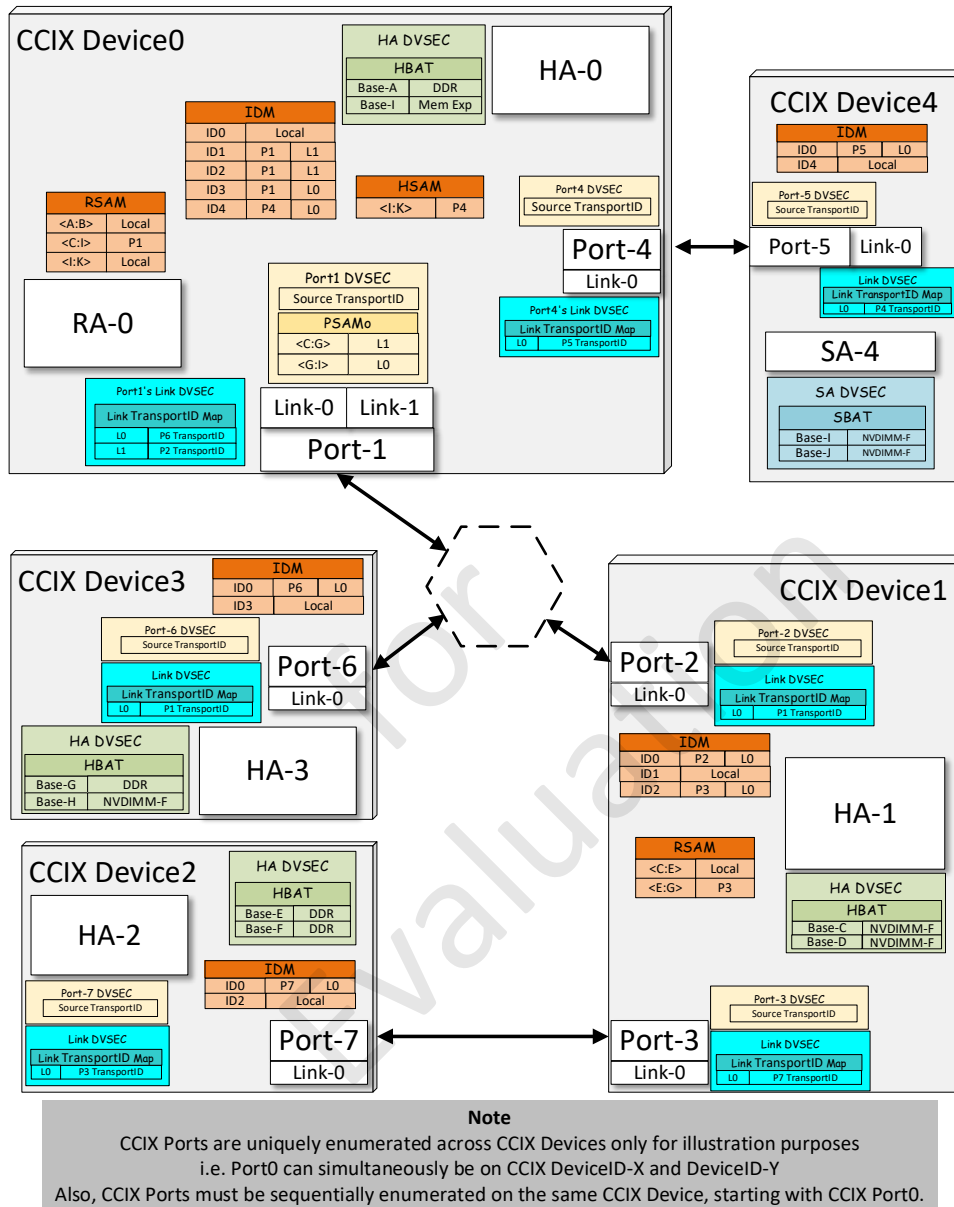 CCIX Device0
HA DVSEC
HBAT
Base-A DDR
Base-I Mem Exp
HA-0
IDM
ID0 Local
ID1 P1 L1
ID2 P1 L1
ID3 P1 L0
ID4 P4 L0
RSAM
<A:B> Local
<C:I> P1
<I:K> Local
HSAM
<I:K> P4
Port4 DVSEC
Source TransportID
Port-4
Link-0
Port4's Link DVSEC
Link TransportID Map
L0 P5 TransportID
RA-0
Port1 DVSEC
Source TransportID
PSAMo
<C:G> L1
<G:I> L0
Port1's Link DVSEC
Link TransportID Map
L0 P6 TransportID
L1 P2 TransportID
Link-0 Link-1
Port-1
CCIX Device4
IDM
ID0 P5 L0
ID4 Local
Port-5 DVSEC
Source TransportID
Port-5 Link-0
Link DVSEC
Link TransportID Map
L0 P4 TransportID
SA-4
SA DVSEC
SBAT
Base-I NVDIMM-F
Base-J NVDIMM-F
CCIX Device3
IDM
ID0 P6 L0
ID3 Local
Port-6 DVSEC
Source TransportID
Link DVSEC
Link TransportID Map
L0 P1 TransportID
Port-6
Link-0
HA DVSEC
HBAT
Base-G DDR
Base-H NVDIMM-F
HA-3
CCIX Device1
Port-2 DVSEC
Source TransportID
Port-2
Link-0
Link DVSEC
Link TransportID Map
L0 P1 TransportID
IDM
ID0 P2 L0
ID1 Local
ID2 P3 L0
HA-1
RSAM
<C:E> Local
<E:G> P3
HA DVSEC
HBAT
Base-C NVDIMM-F
Base-D NVDIMM-F
Port-3 DVSEC
Source TransportID
Port-3
Link-0
Link DVSEC
Link TransportID Map
L0 P7 TransportID
CCIX Device2
HA DVSEC
HBAT
Base-E DDR
Base-F DDR
HA-2
IDM
ID0 P7 L0
ID2 Local
Port-7 DVSEC
Source TransportID
Link DVSEC
Link TransportID Map
L0 P3 TransportID
Port-7
Link-0
for
Evaluation
Note
CCIX Ports are uniquely enumerated across CCIX Devices only for illustration purposes
i.e. Port0 can simultaneously be on CCIX DeviceID-X and DeviceID-Y
Also, CCIX Ports must be sequentially enumerated on the same CCIX Device, starting with CCIX Port0.